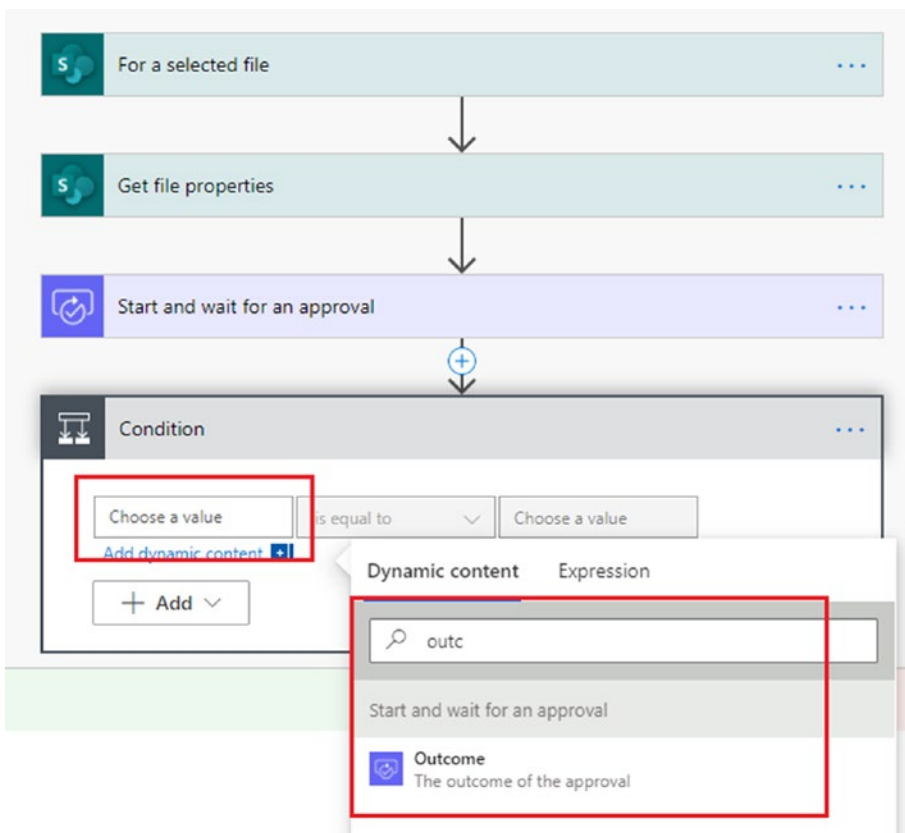 For a selected file
Get file properties
Start and wait for an approval
Condition
Choose a value
is equal to
Choose a value
Add dynamic content
Add
Dynamic content
Expression
outc
Start and wait for an approval
Outcome
The outcome of the approval